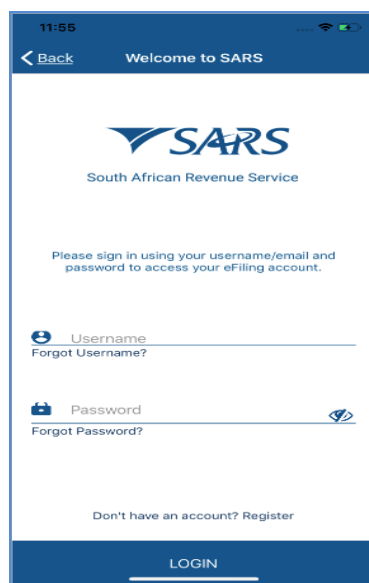 11:55
Back Welcome to SARS
SARS
South African Revenue Service
Please sign in using your username/email and
password to access your eFiling account.
Username
Forgot Username?
Password
Forgot Password?
Don't have an account? Register
LOGIN